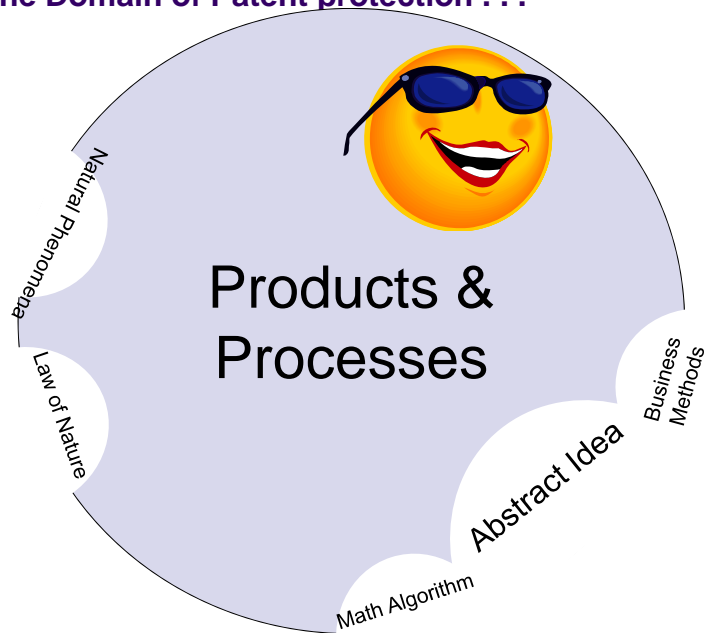 he Domain of Patent protection . . .
Natural Phenomena
Products &
Processes
Law of Nature
Business
Methods
Abstract Idea
Math Algorithm